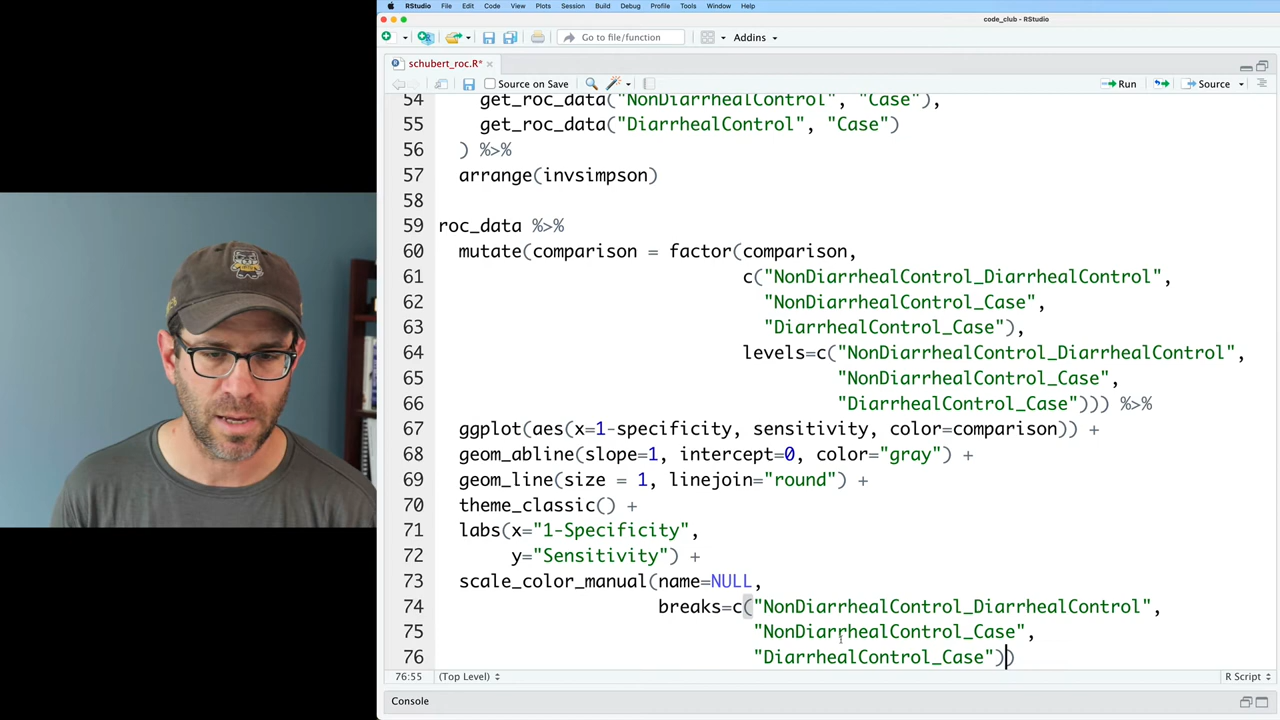 RStudio File Edit Code View Plots Session Build Debug Profile Tools Window Help
code_club - RStudio
Go to file/function Addins
schubert_roc.R*
Source on Save Run Source
54 get_roc_data("NonDiarrhealControl", "Case"),
55 get_roc_data("DiarrhealControl", "Case")
56 ) %>%
57 arrange(invsimpson)
58
59 roc_data %>%
60 mutate(comparison = factor(comparison,
61 c("NonDiarrhealControl_DiarrhealControl",
62 "NonDiarrhealControl_Case",
63 "DiarrhealControl_Case"),
64 levels=c("NonDiarrhealControl_DiarrhealControl",
65 "NonDiarrhealControl_Case",
66 "DiarrhealControl_Case"))) %>%
67 ggplot(aes(x=1-specificity, sensitivity, color=comparison)) +
68 geom_abline(slope=1, intercept=0, color="gray") +
69 geom_line(size = 1, linejoin="round") +
70 theme_classic() +
71 labs(x="1-Specificity",
72 y="Sensitivity") +
73 scale_color_manual(name=NULL,
74 breaks=c("NonDiarrhealControl_DiarrhealControl",
75 "NonDiarrhealControl_Case",
76 "DiarrhealControl_Case"))
76:55 (Top Level) R Script
Console